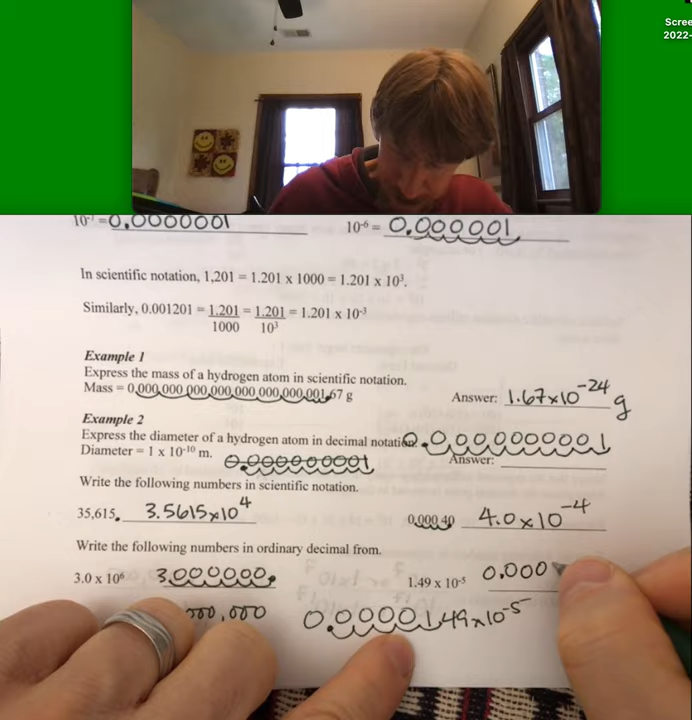 Scree
2022-
10⁻⁷ = 0.0000001 10⁻⁶ = 0.000001
In scientific notation, 1,201 = 1.201 x 1000 = 1.201 x 10³.
Similarly, 0.001201 = 1.201 = 1.201 = 1.201 x 10⁻³
1000 10³
Example 1
Express the mass of a hydrogen atom in scientific notation.
Mass = 0.000 000 000 000 000 000 000 001 67 g Answer: 1.67x10⁻²⁴ g
Example 2
Express the diameter of a hydrogen atom in decimal notation. 0.0000000001
Diameter = 1 x 10⁻¹⁰ m. Answer:
Write the following numbers in scientific notation.
35,615. 3.5615x10⁴ 0.000 40 4.0x10⁻⁴
Write the following numbers in ordinary decimal from.
3.0 x 10⁶ 3.000000. 1.49 x 10⁻⁵ 0.000
000,000 0.00001.49x10⁻⁵